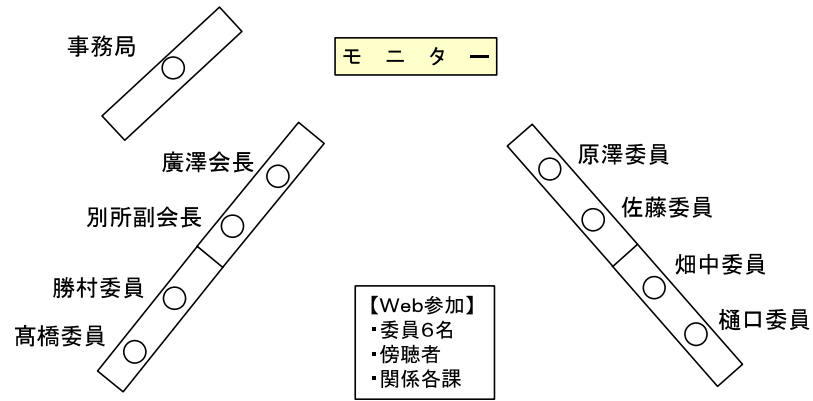 事務局
モニター
廣澤会長
別所副会長
勝村委員
髙橋委員
原澤委員
佐藤委員
畑中委員
樋口委員
【Web参加】
・委員6名
・傍聴者
・関係各課